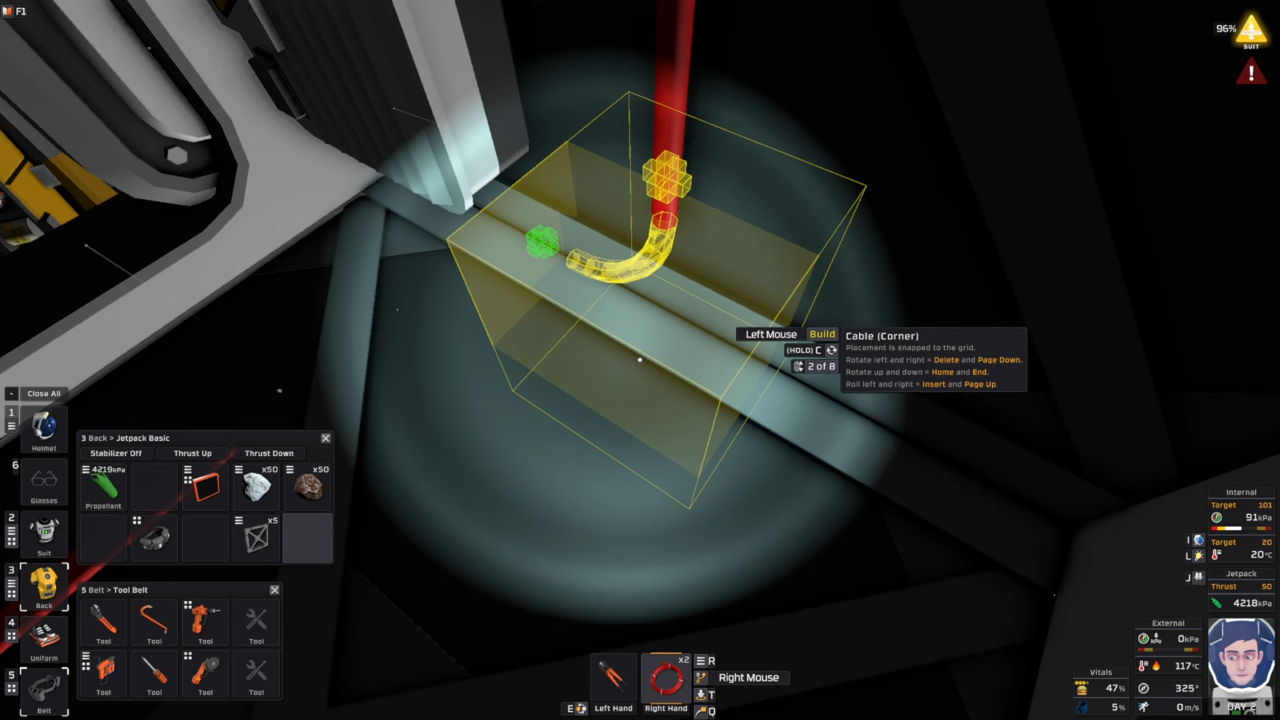 F1
96%
SUIT
!
Left Mouse Build
(HOLD) C
2 of 8
Cable (Corner)
Placement is snapped to the grid.
Rotate left and right = Delete and Page Down.
Rotate up and down = Home and End.
Roll left and right = Insert and Page Up.
Close All
1
Helmet
6
Glasses
2
Suit
3
Back
4
Uniform
5
Belt
3 Back > Jetpack Basic
Stabilizer Off Thrust Up Thrust Down
4219kPa x50 x50
Propellant
x5
5 Belt > Tool Belt
Tool Tool Tool Tool
Tool Tool Tool Tool
E Left Hand
x2
Right Hand
R
Right Mouse
T
Q
Internal
Target 101
91kPa
Target 20
20°C
I
L
J
Jetpack
Thrust 50
4218kPa
External
kPa 0kPa
117°C
325°
0m/s
Vitals
47%
5%
DAY 2